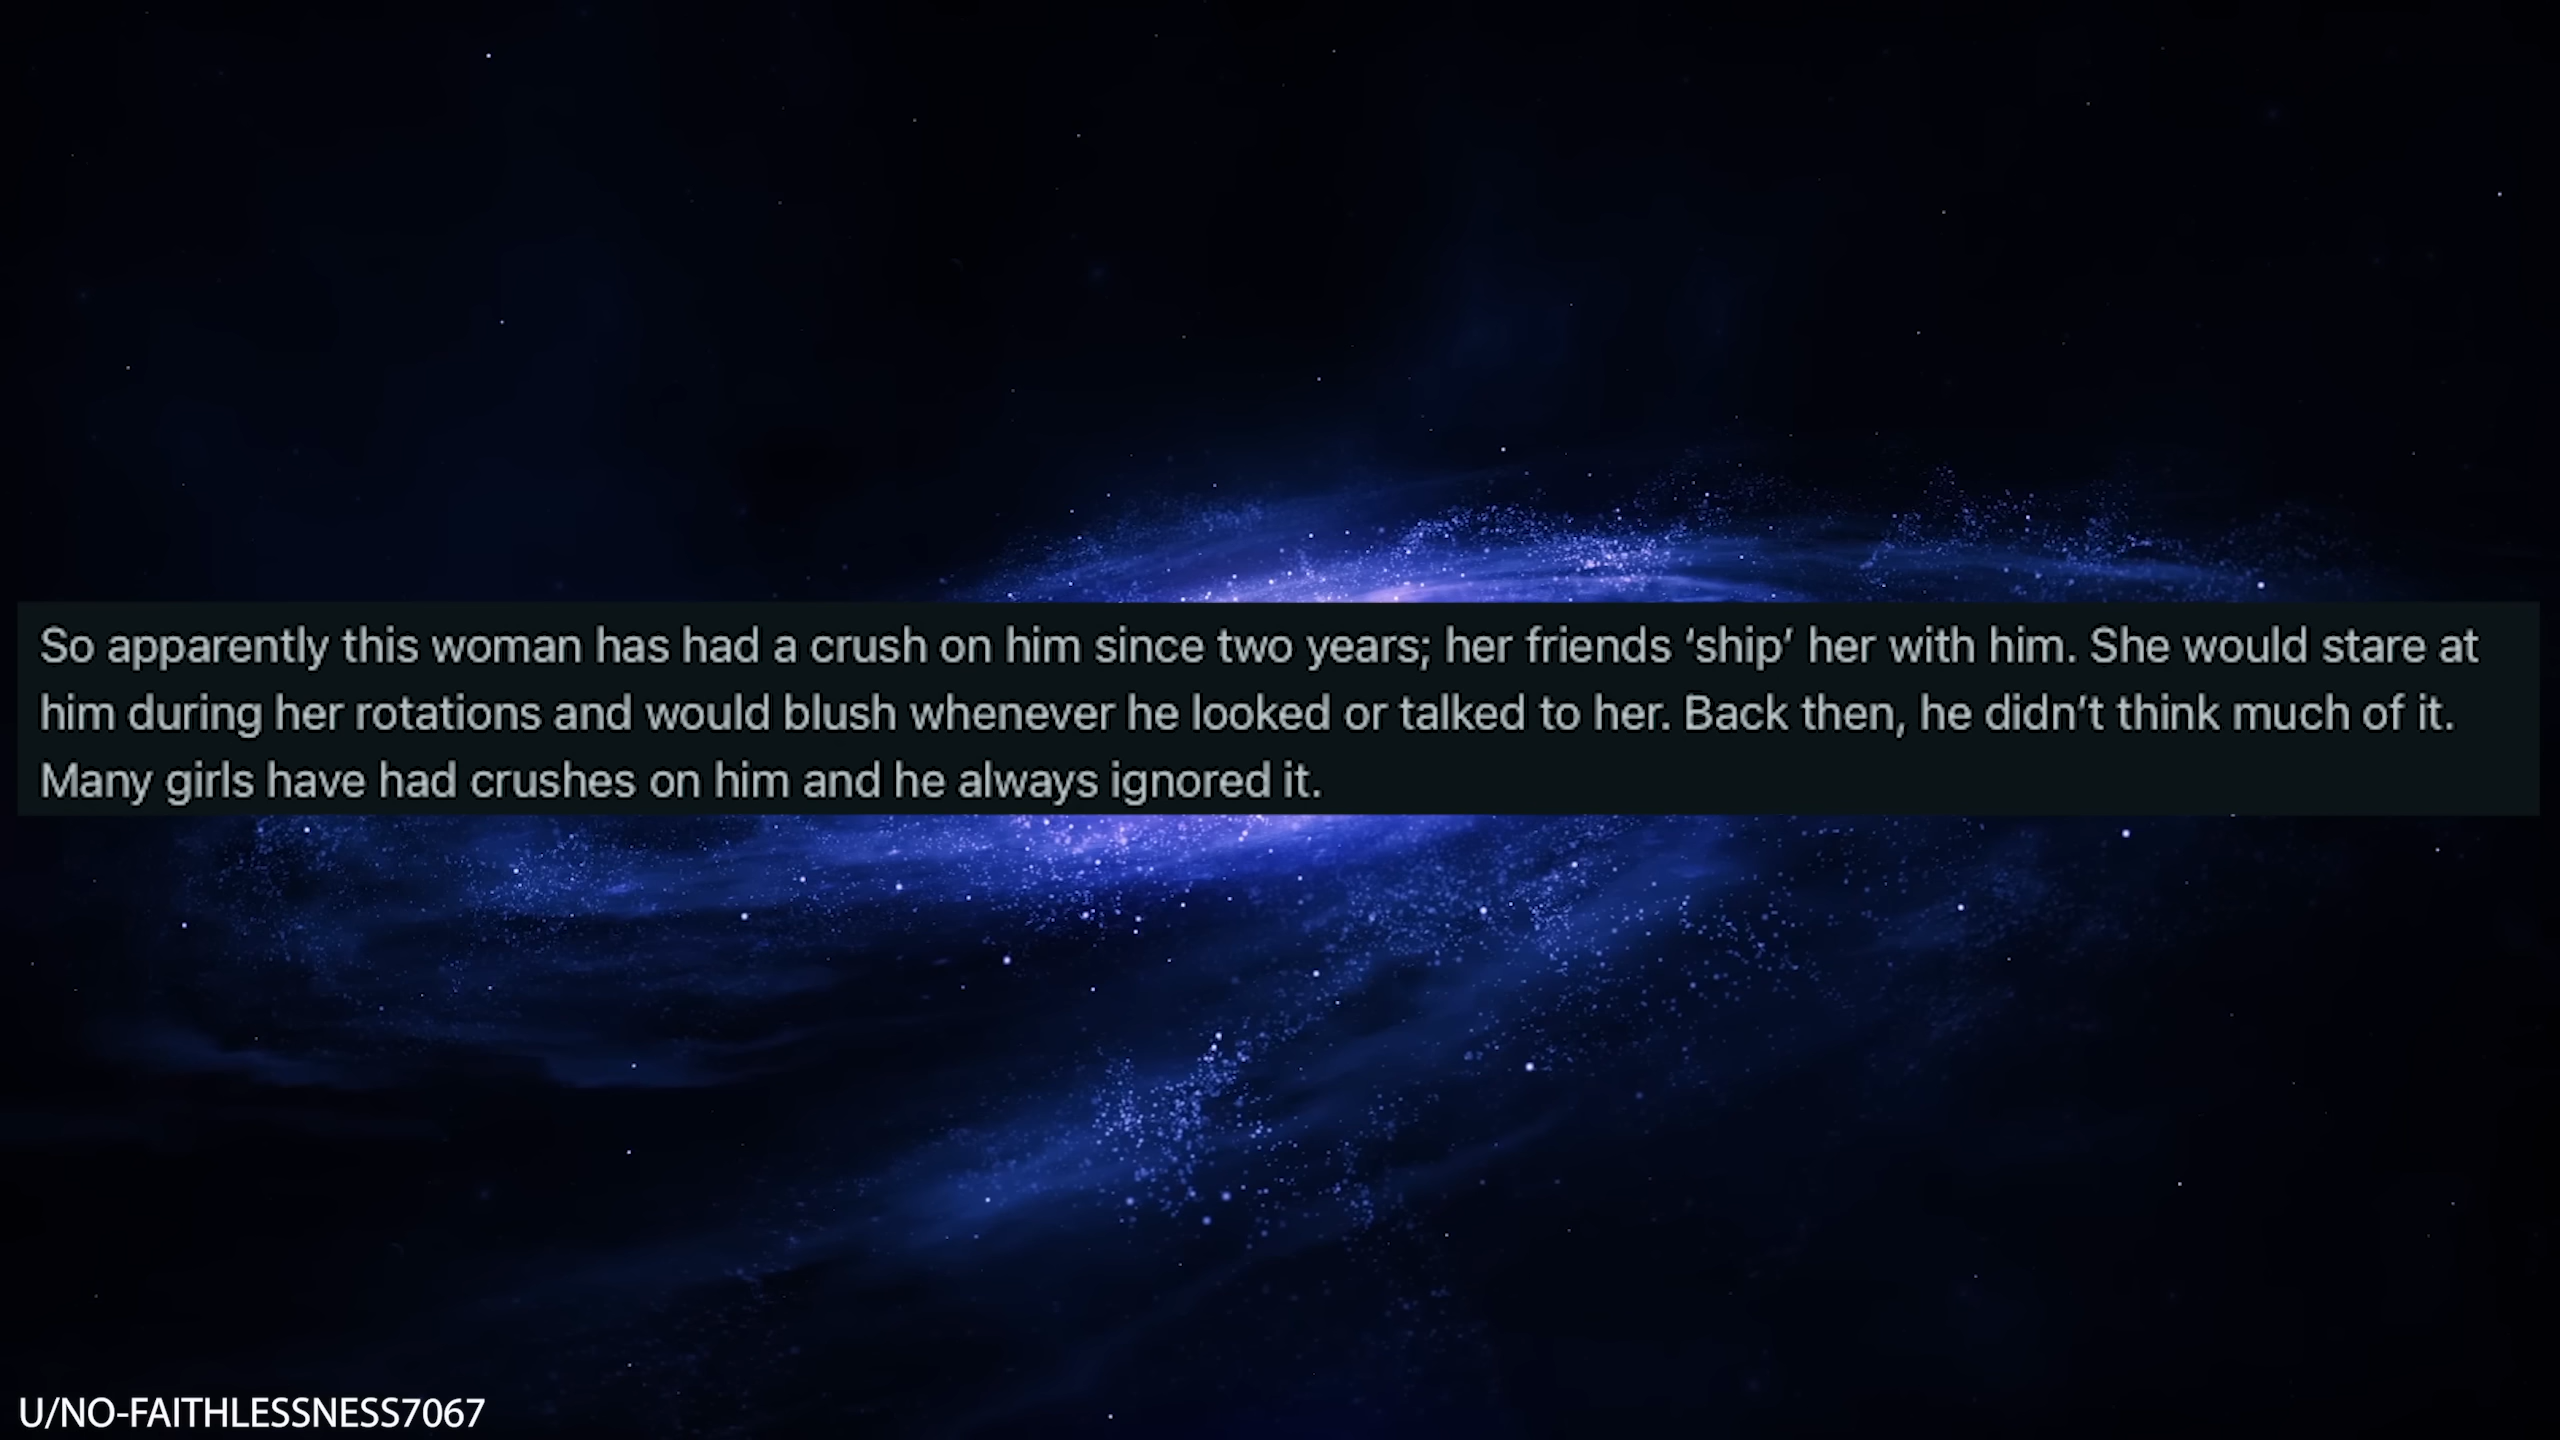 So apparently this woman has had a crush on him since two years; her friends ‘ship’ her with him. She would stare at
him during her rotations and would blush whenever he looked or talked to her. Back then, he didn’t think much of it.
Many girls have had crushes on him and he always ignored it.
U/NO-FAITHLESSNESS7067